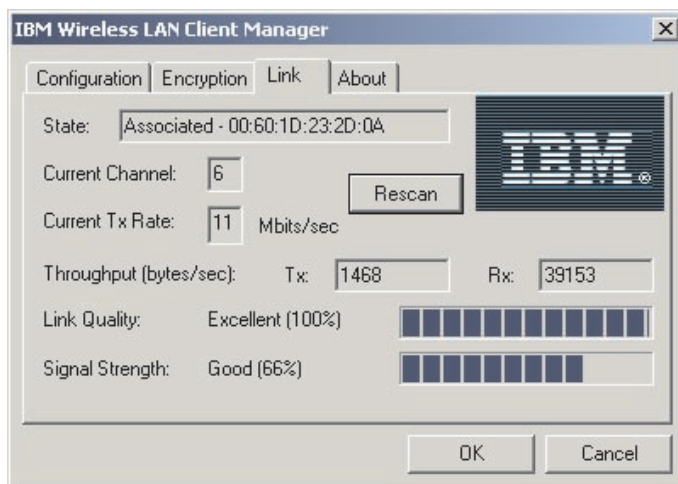 IBM Wireless LAN Client Manager
Configuration Encryption Link About
State: Associated - 00:60:1D:23:2D:0A
IBM®
Current Channel: 6
Rescan
Current Tx Rate: 11 Mbits/sec
Throughput (bytes/sec): Tx: 1468 Rx: 39153
Link Quality: Excellent (100%)
Signal Strength: Good (66%)
OK Cancel